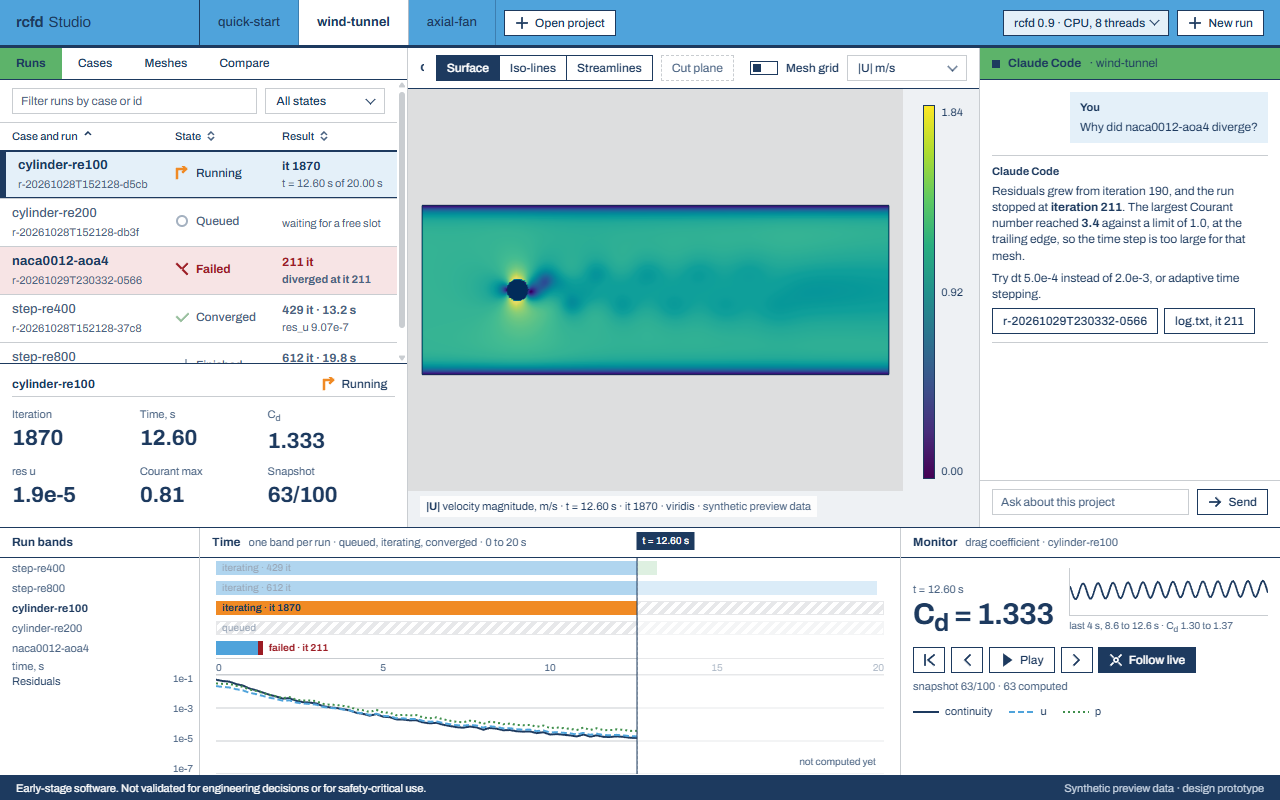 rcfd Studio
quick-start
wind-tunnel
axial-fan
Open project
rcfd 0.9 · CPU, 8 threads
New run
Runs
Cases
Meshes
Compare
Filter runs by case or id
All states
Case and run
State
Result
cylinder-re100
r-20261028T152128-d5cb
Running
it 1870
t = 12.60 s of 20.00 s
cylinder-re200
r-20261028T152128-db3f
Queued
waiting for a free slot
naca0012-aoa4
r-20261029T230332-0566
Failed
211 it
diverged at it 211
step-re400
r-20261028T152128-37c8
Converged
429 it · 13.2 s
res_u 9.07e-7
step-re800
Finished
612 it · 19.8 s
cylinder-re100
Running
Iteration
1870
Time, s
12.60
Cd
1.333
res u
1.9e-5
Courant max
0.81
Snapshot
63/100
Surface
Iso-lines
Streamlines
Cut plane
Mesh grid
|U| m/s
1.84
0.92
0.00
|U| velocity magnitude, m/s · t = 12.60 s · it 1870 · viridis · synthetic preview data
Claude Code · wind-tunnel
You
Why did naca0012-aoa4 diverge?
Claude Code
Residuals grew from iteration 190, and the run
stopped at iteration 211. The largest Courant
number reached 3.4 against a limit of 1.0, at the
trailing edge, so the time step is too large for that
mesh.
Try dt 5.0e-4 instead of 2.0e-3, or adaptive time
stepping.
r-20261029T230332-0566
log.txt, it 211
Ask about this project
Send
Run bands
Time one band per run · queued, iterating, converged · 0 to 20 s
t = 12.60 s
step-re400
iterating · 429 it
step-re800
iterating · 612 it
cylinder-re100
iterating · it 1870
cylinder-re200
queued
naca0012-aoa4
failed · it 211
time, s
0
5
10
15
20
Residuals
1e-1
1e-3
1e-5
1e-7
not computed yet
Monitor drag coefficient · cylinder-re100
t = 12.60 s
Cd = 1.333
last 4 s, 8.6 to 12.6 s · Cd 1.30 to 1.37
Play
Follow live
snapshot 63/100 · 63 computed
continuity
u
p
Early-stage software. Not validated for engineering decisions or for safety-critical use.
Synthetic preview data · design prototype